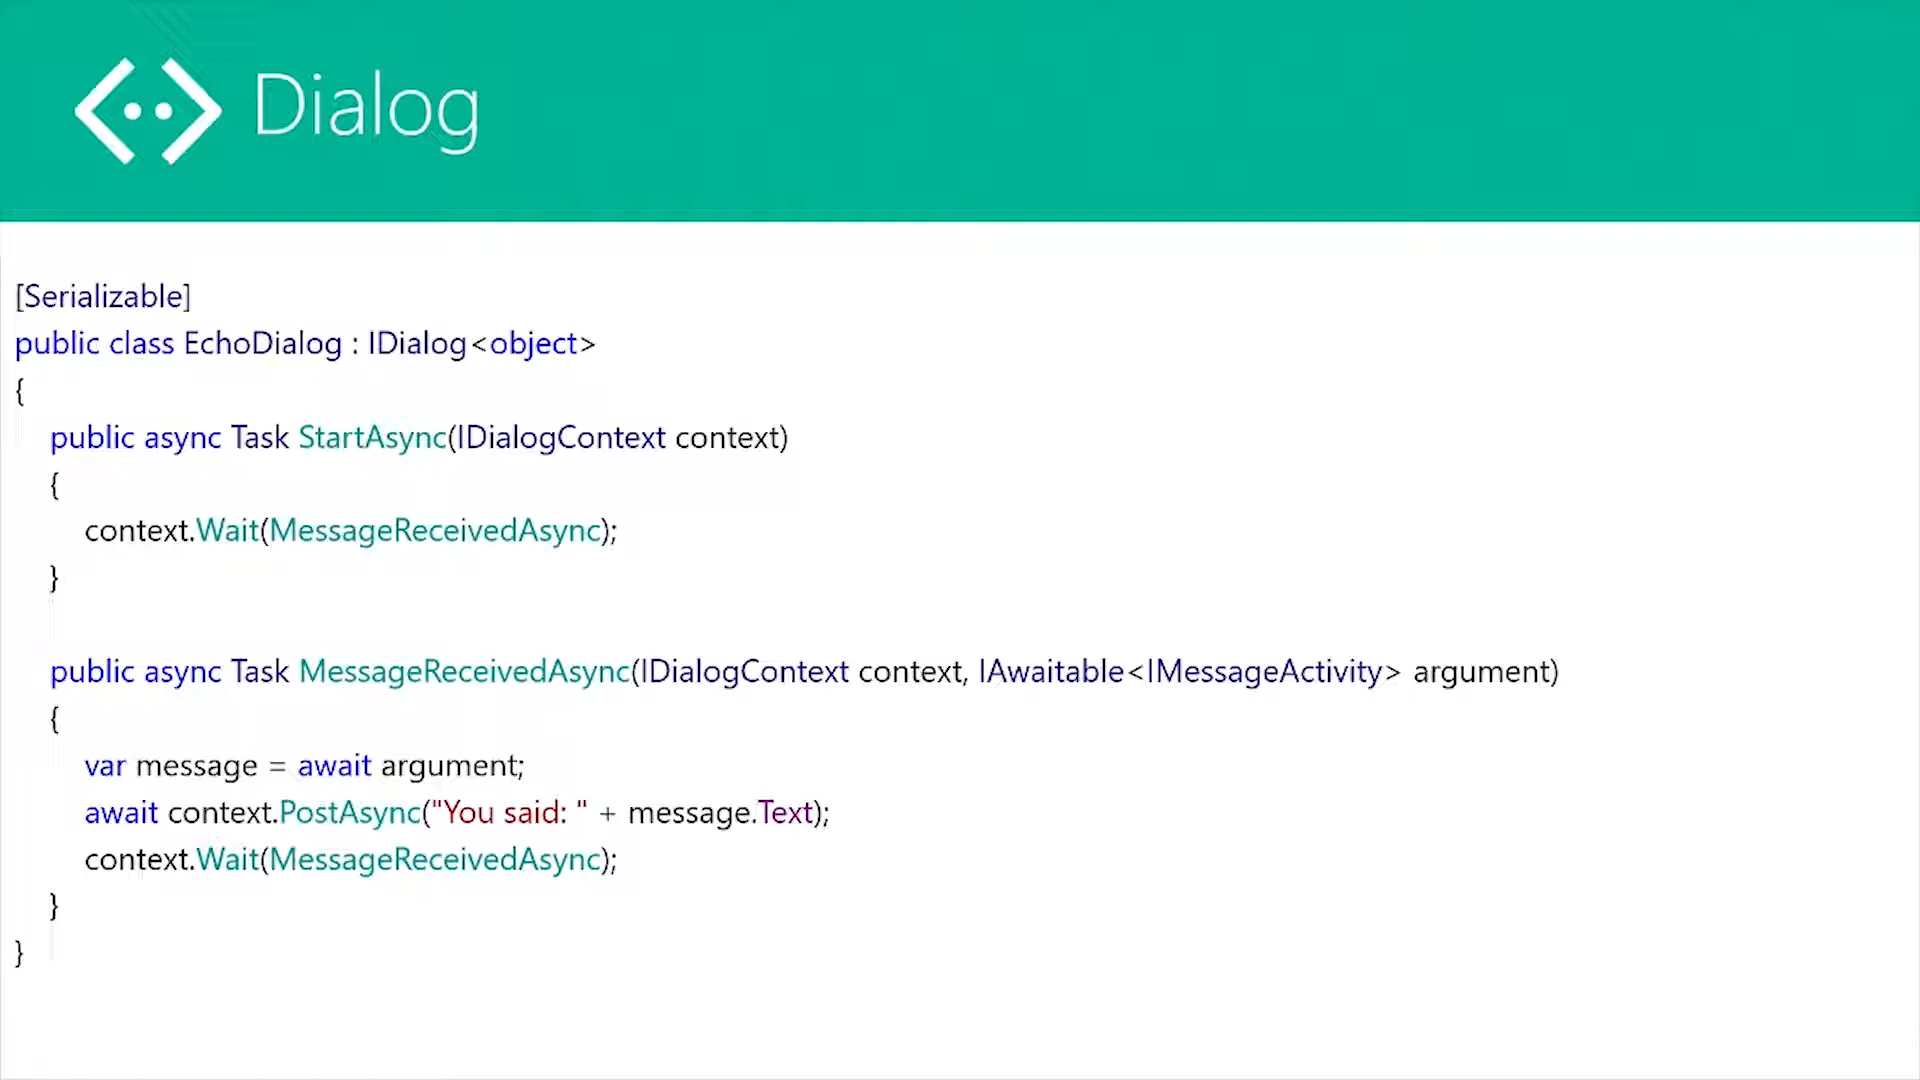 Dialog
[Serializable]
public class EchoDialog : IDialog<object>
{
public async Task StartAsync(IDialogContext context)
{
context.Wait(MessageReceivedAsync);
}
public async Task MessageReceivedAsync(IDialogContext context, IAwaitable<IMessageActivity> argument)
{
var message = await argument;
await context.PostAsync("You said: " + message.Text);
context.Wait(MessageReceivedAsync);
}
}